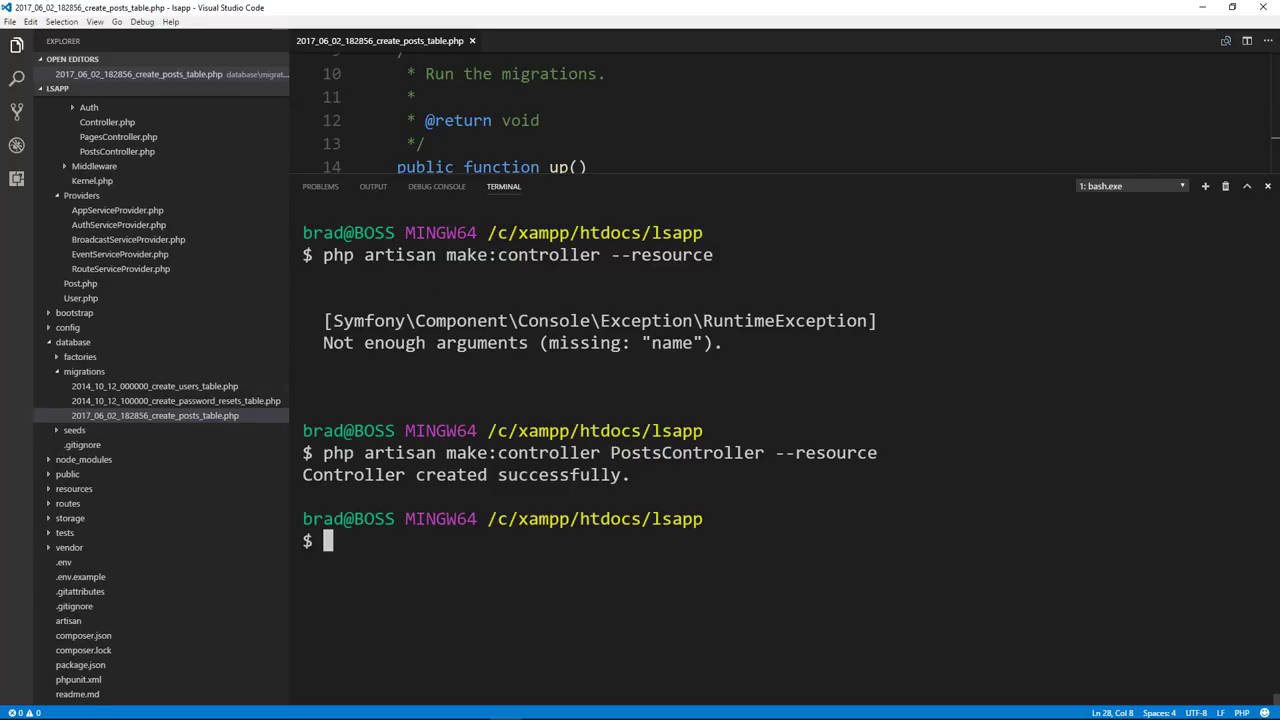 2017_06_02_182856_create_posts_table.php - lsapp - Visual Studio Code
File Edit Selection View Go Debug Help
EXPLORER
OPEN EDITORS
2017_06_02_182856_create_posts_table.php database\migrat...
LSAPP
Auth
Controller.php
PagesController.php
PostsController.php
Middleware
Kernel.php
Providers
AppServiceProvider.php
AuthServiceProvider.php
BroadcastServiceProvider.php
EventServiceProvider.php
RouteServiceProvider.php
Post.php
User.php
bootstrap
config
database
factories
migrations
2014_10_12_000000_create_users_table.php
2014_10_12_100000_create_password_resets_table.php
2017_06_02_182856_create_posts_table.php
seeds
.gitignore
node_modules
public
resources
routes
storage
tests
vendor
.env
.env.example
.gitattributes
.gitignore
artisan
composer.json
composer.lock
package.json
phpunit.xml
readme.md
2017_06_02_182856_create_posts_table.php
10 * Run the migrations.
11 *
12 * @return void
13 */
14 public function up()
PROBLEMS OUTPUT DEBUG CONSOLE TERMINAL 1: bash.exe
brad@BOSS MINGW64 /c/xampp/htdocs/lsapp
$ php artisan make:controller --resource
[Symfony\Component\Console\Exception\RuntimeException]
Not enough arguments (missing: "name").
brad@BOSS MINGW64 /c/xampp/htdocs/lsapp
$ php artisan make:controller PostsController --resource
Controller created successfully.
brad@BOSS MINGW64 /c/xampp/htdocs/lsapp
$
0 0 Ln 28, Col 8 Spaces: 4 UTF-8 LF PHP